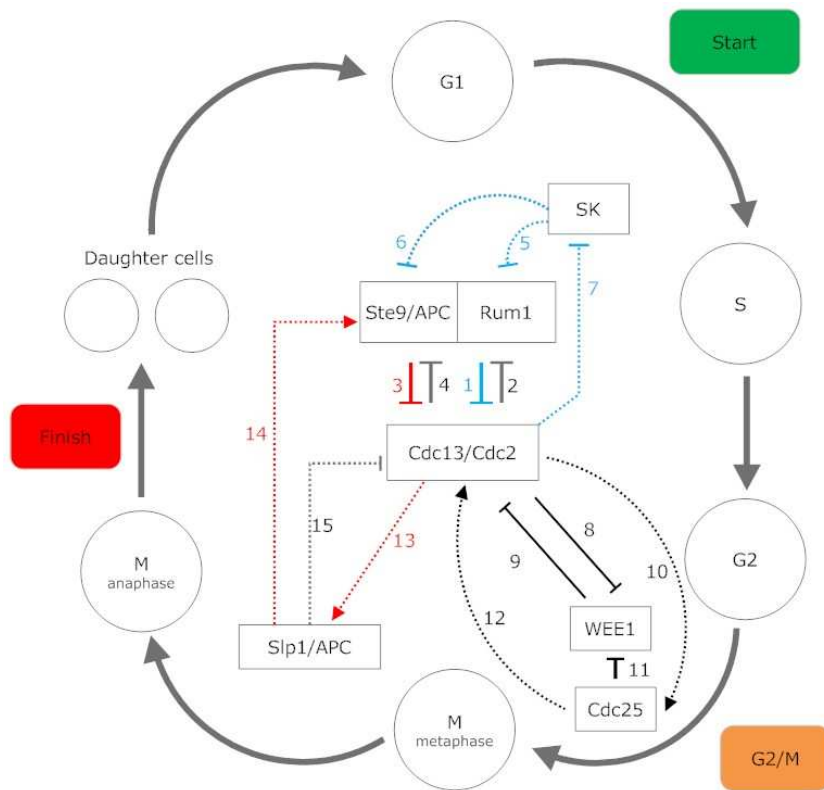 Start
G1
SK
6
5
Daughter cells
7
Ste9/APC
Rum1
S
3
4
1
2
14
Finish
Cdc13/Cdc2
15
13
8
9
10
M
anaphase
G2
12
WEE1
Slp1/APC
11
Cdc25
M
metaphase
G2/M